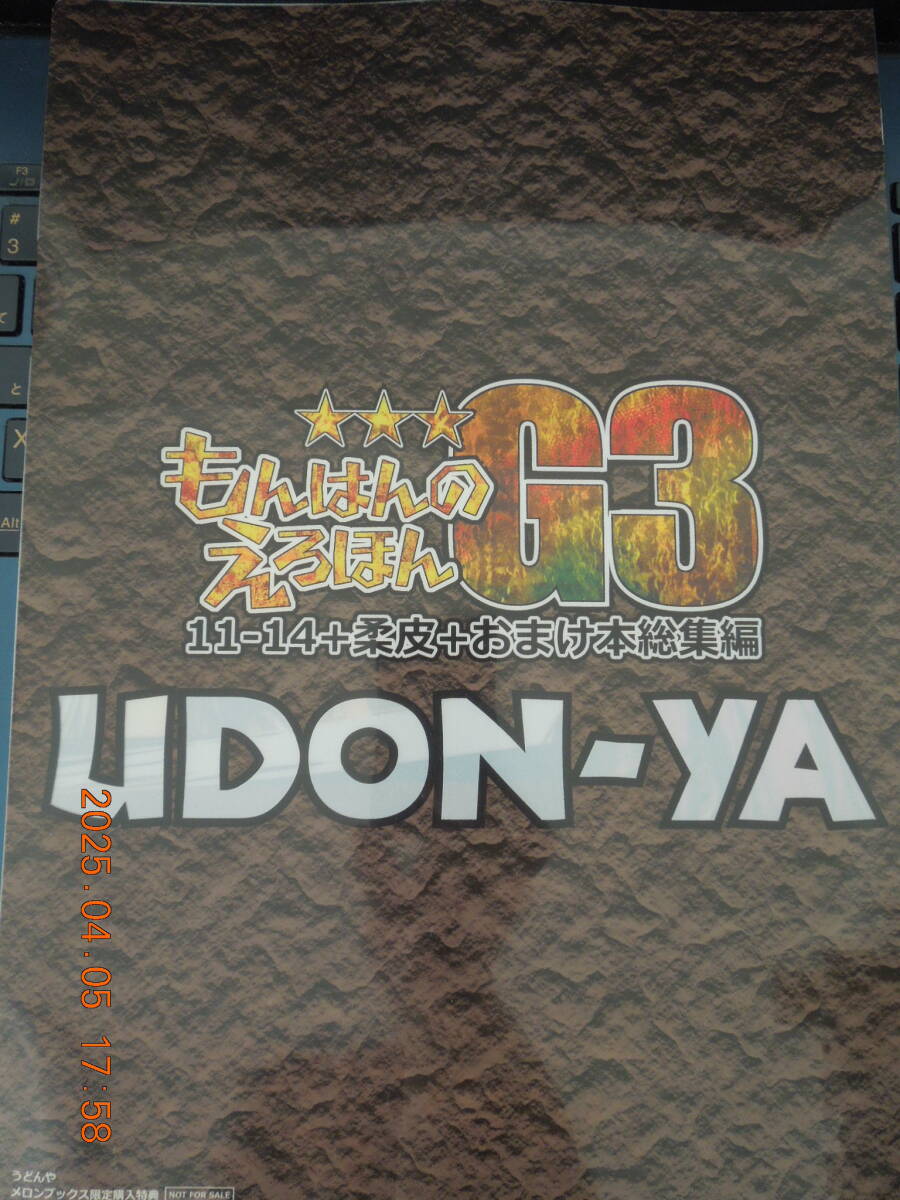 F3
#
3
て
と
X
Alt
★★★
もんはんの
えろほん
G3
11-14+柔皮+おまけ本総集編
UDON-YA
2025.04.05 17:58
うどんや
メロンブックス限定購入特典 NOT FOR SALE